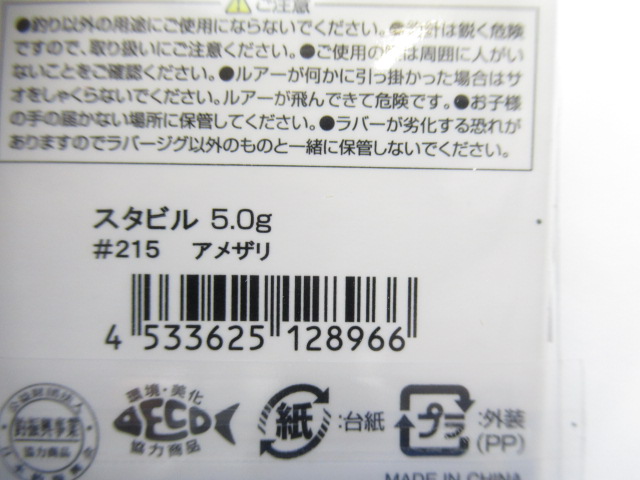 ご注意
●釣り以外の用途にご使用にならないでください。●釣針は鋭く危険
ですので、取り扱いにご注意ください。●ご使用の際は周囲に人がい
ないことをご確認ください。●ルアーが何かに引っ掛かった場合はサ
オをしゃくらないでください。ルアーが飛んできて危険です。●お子様
の手の届かない場所に保管してください。●ラバーが劣化する恐れが
ありますのでラバージグ以外のものと一緒に保管しないでください。
スタビル 5.0g
#215 アメザリ
4 533625 128966
環境・美化
ECO
協力商品
紙
:台紙
プラ
:外装
(PP)
協力商品
MADE IN CHINA